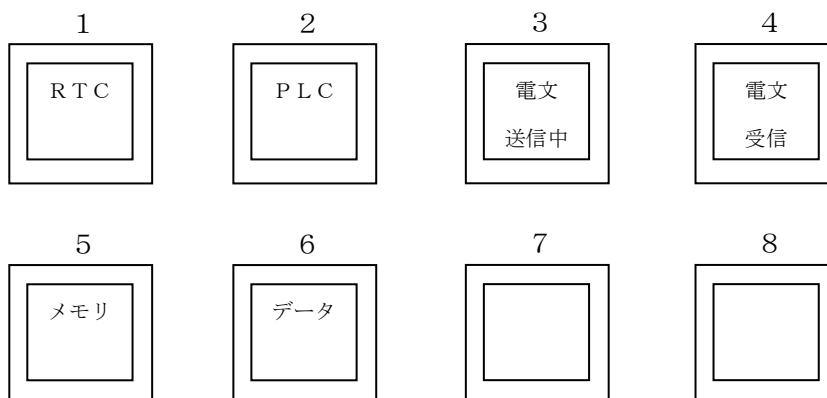 １
２
３
４
ＲＴＣ
ＰＬＣ
電文
送信中
電文
受信
５
６
７
８
メモリ
データ